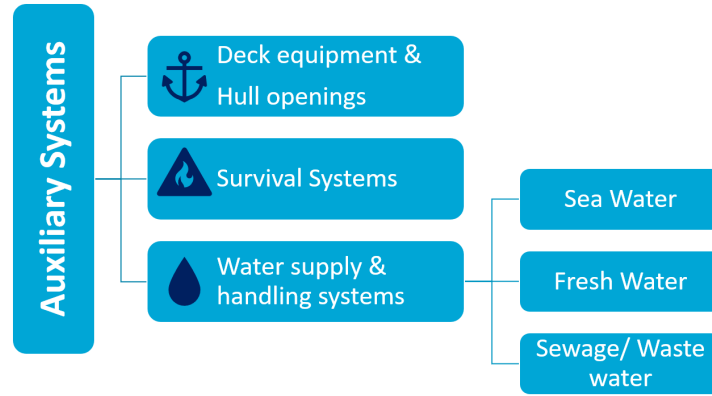 Auxiliary Systems
Deck equipment &
Hull openings
Survival Systems
Water supply &
handling systems
Sea Water
Fresh Water
Sewage/ Waste
water